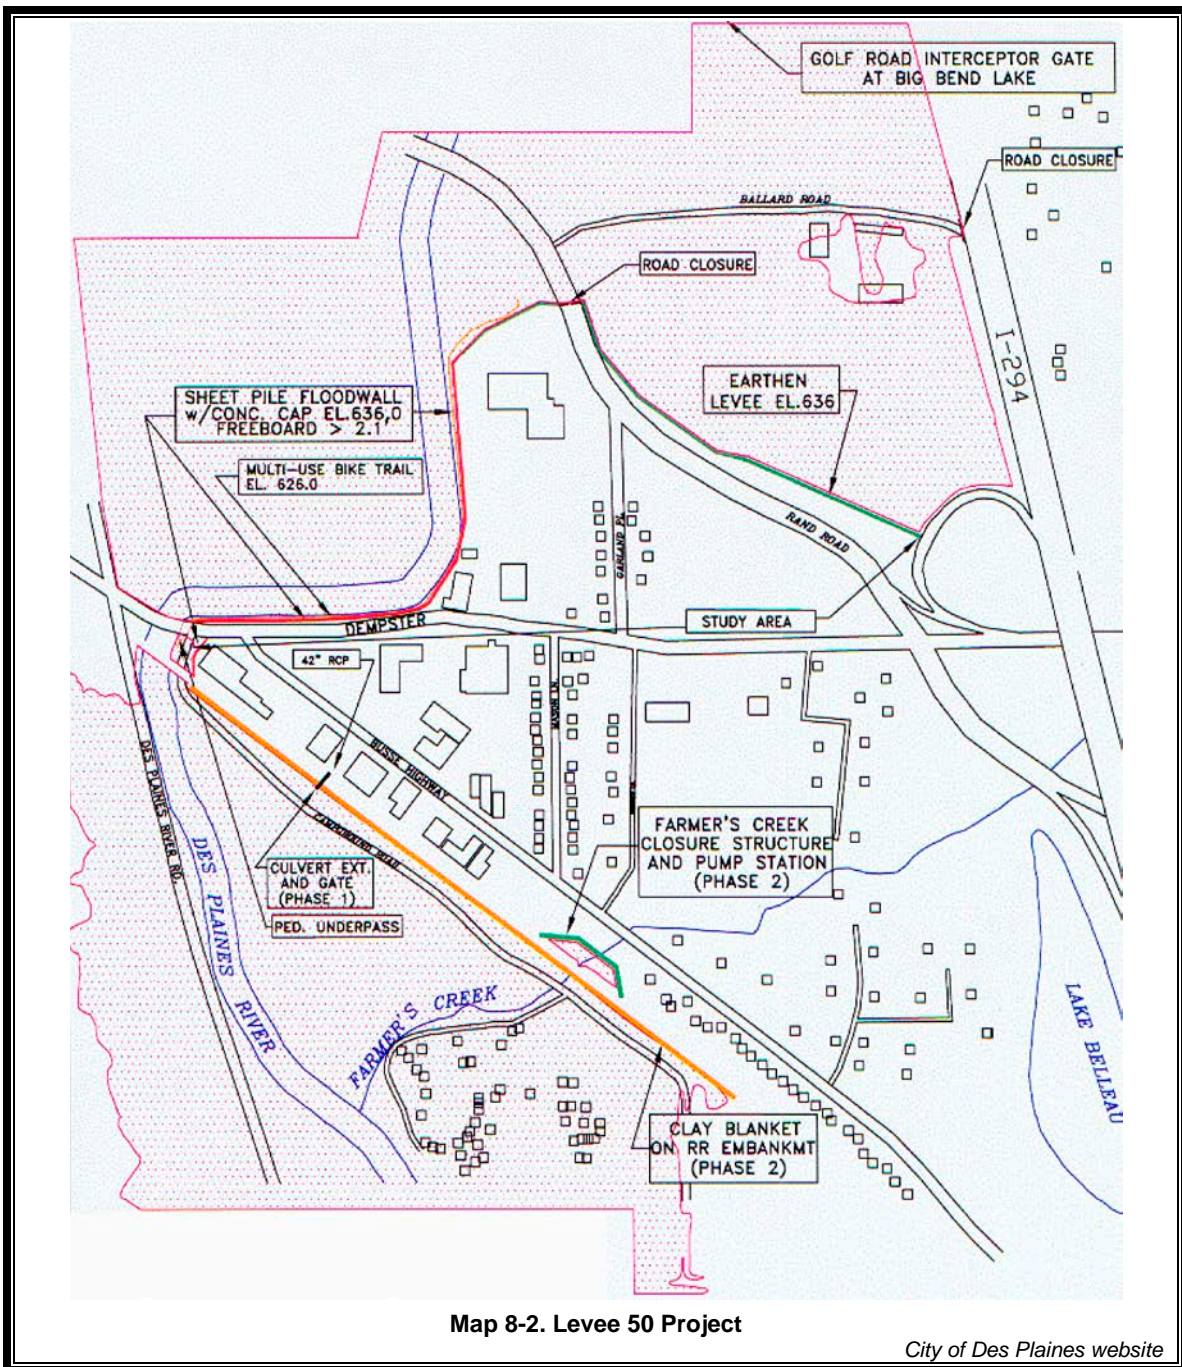 GOLF ROAD INTERCEPTOR GATE
AT BIG BEND LAKE
ROAD CLOSURE
BALLARD ROAD
ROAD CLOSURE
I-294
EARTHEN
LEVEE EL.636
SHEET PILE FLOODWALL
w/CONC. CAP EL.636,0
FREEBOARD > 2.1'
MULTI-USE BIKE TRAIL
EL. 626.0
GARLAND PL.
RAND ROAD
STUDY AREA
DEMPSTER
42" RCP
MASON LN.
BUSSE HIGHWAY
DES PLAINES RIVER RD.
CAMPGROUND ROAD
DES PLAINES RIVER
FARMER'S CREEK
CLOSURE STRUCTURE
AND PUMP STATION
(PHASE 2)
CULVERT EXT.
AND GATE
(PHASE 1)
PED. UNDERPASS
FARMER'S CREEK
LAKE BELLEAU
CLAY BLANKET
ON RR EMBANKMT
(PHASE 2)
Map 8-2. Levee 50 Project
City of Des Plaines website